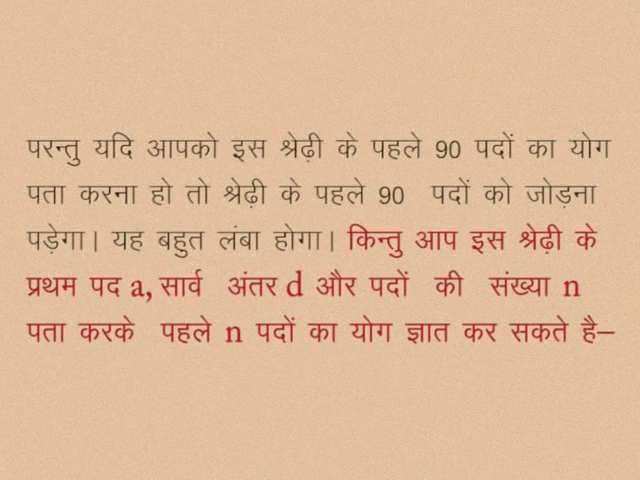 परन्तु यदि आपको इस श्रेढ़ी के पहले 90 पदों का योग
पता करना हो तो श्रेढ़ी के पहले 90 पदों को जोड़ना
पड़ेगा। यह बहुत लंबा होगा। किन्तु आप इस श्रेढ़ी के
प्रथम पद a, सार्व अंतर d और पदों की संख्या n
पता करके पहले n पदों का योग ज्ञात कर सकते है–